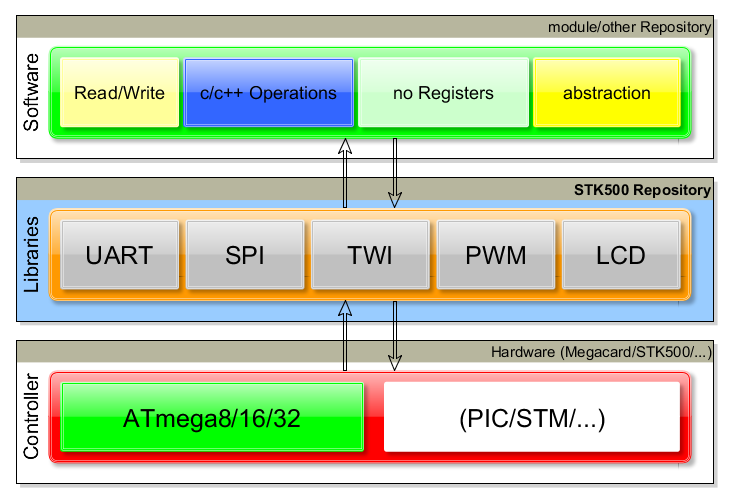 module/other Repository
Software
Read/Write
c/c++ Operations
no Registers
abstraction
STK500 Repository
Libraries
UART
SPI
TWI
PWM
LCD
Hardware (Megacard/STK500/...)
Controller
ATmega8/16/32
(PIC/STM/...)